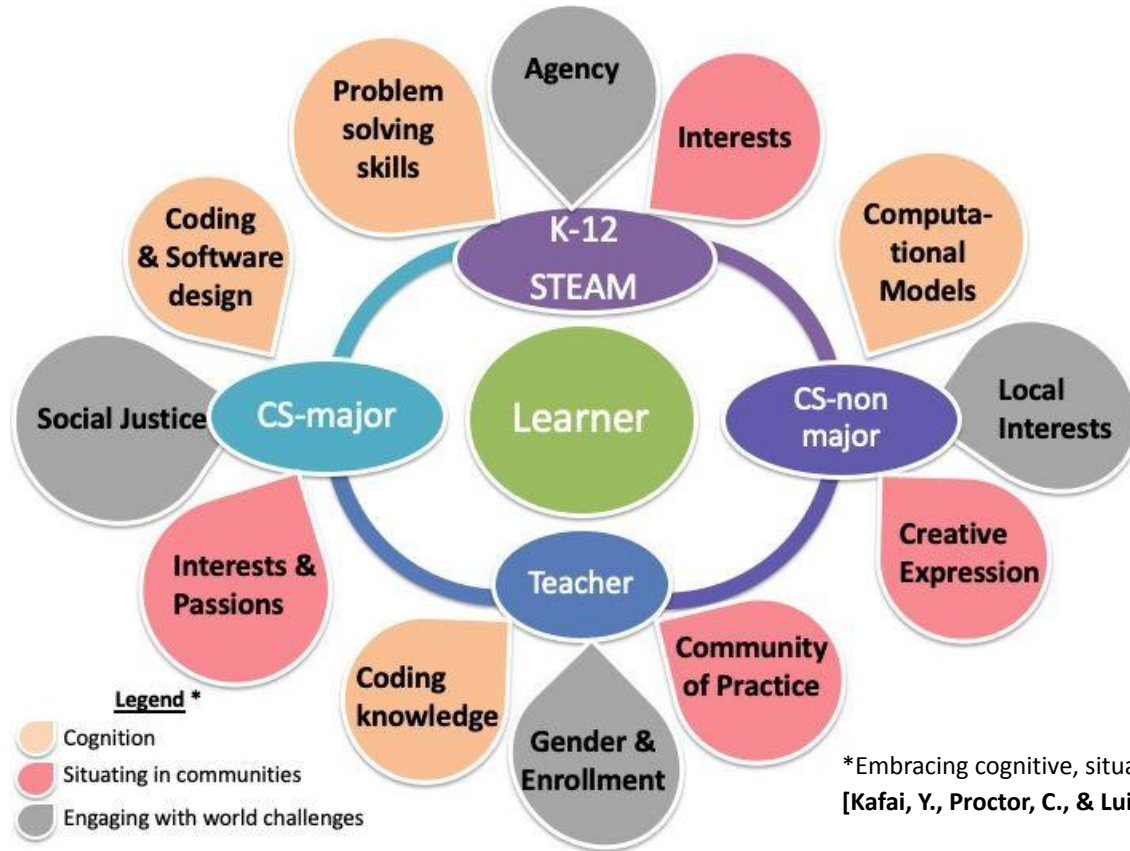 Agency
Problem
solving
skills
Interests
Coding
& Software
design
K-12
STEAM
Computa-
tional
Models
Social Justice
CS-major
Learner
CS-non
major
Local
Interests
Interests &
Passions
Teacher
Creative
Expression
Coding
knowledge
Gender &
Enrollment
Community
of Practice
Legend *
Cognition
Situating in communities
Engaging with world challenges
*Embracing cognitive, situa
[Kafai, Y., Proctor, C., & Lui